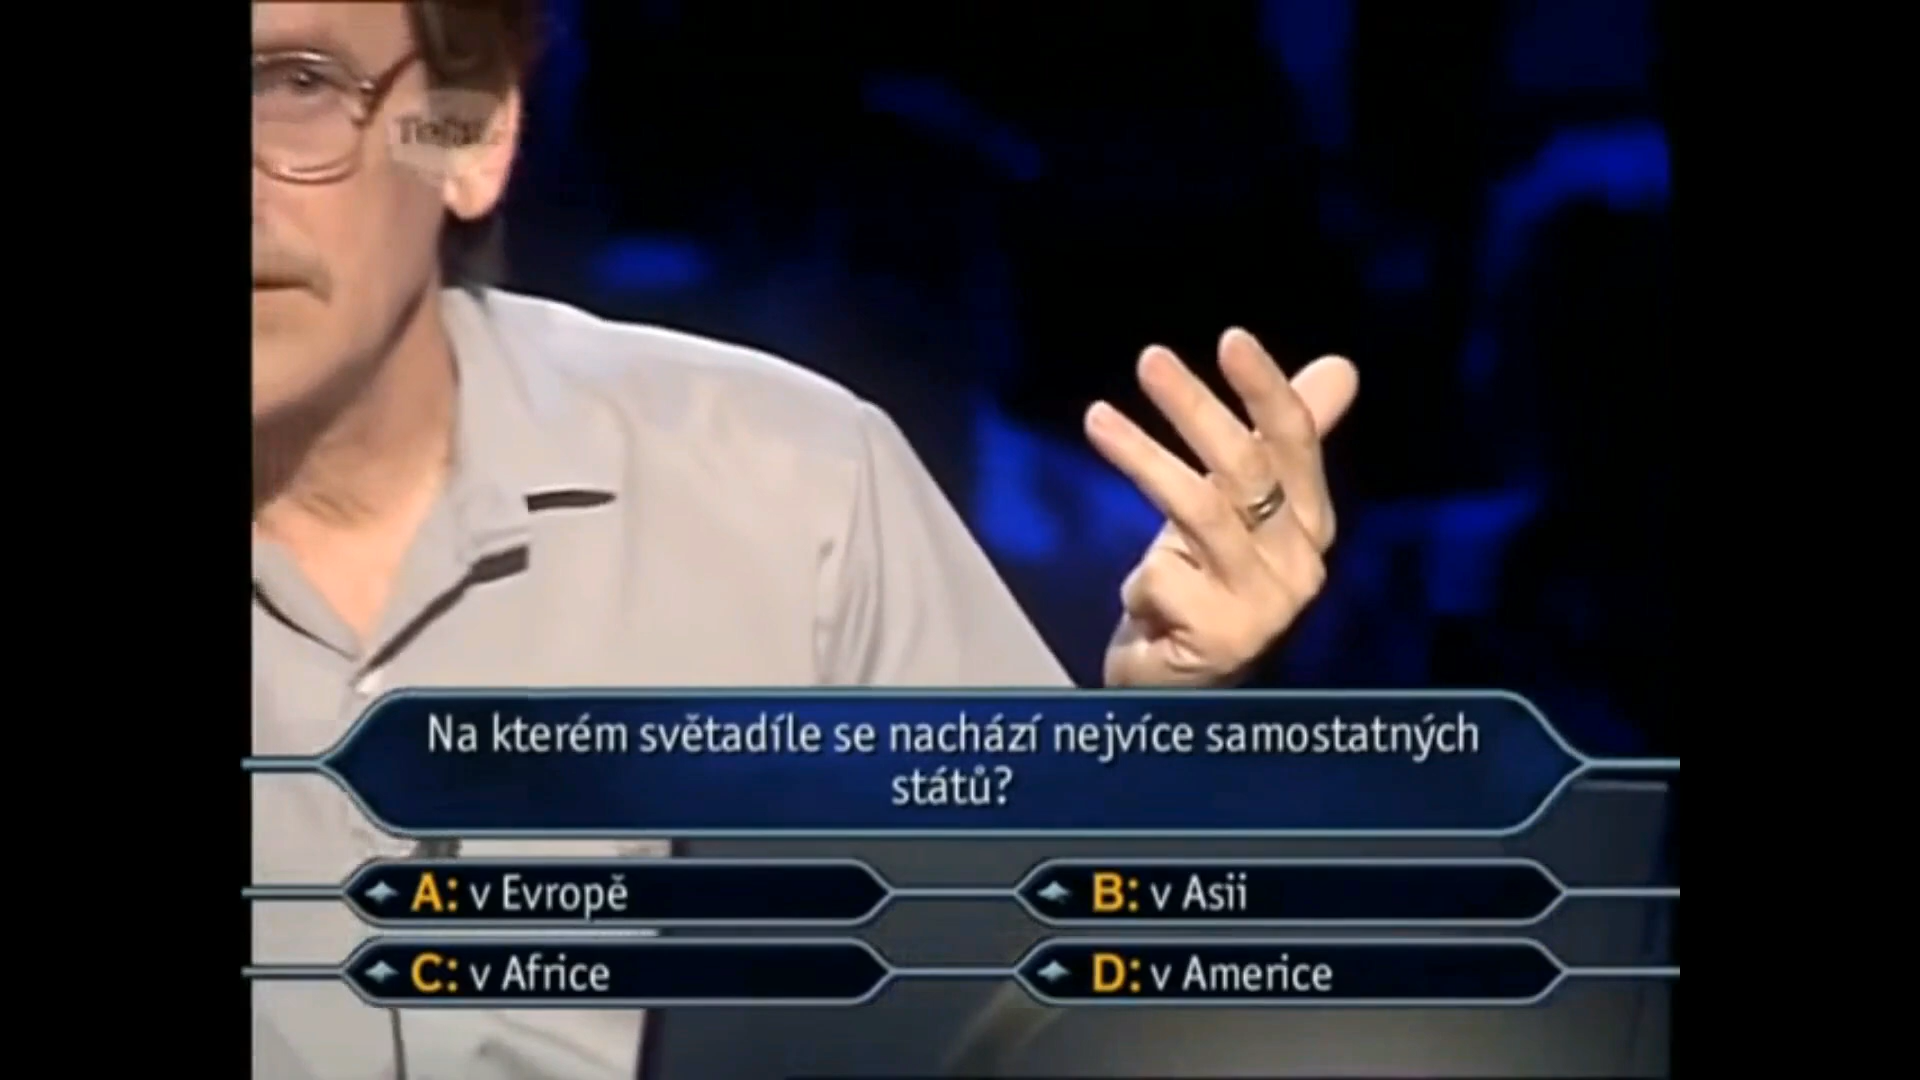 Na kterém světadíle se nachází nejvíce samostatných
států?
A: v Evropě
B: v Asii
C: v Africe
D: v Americe